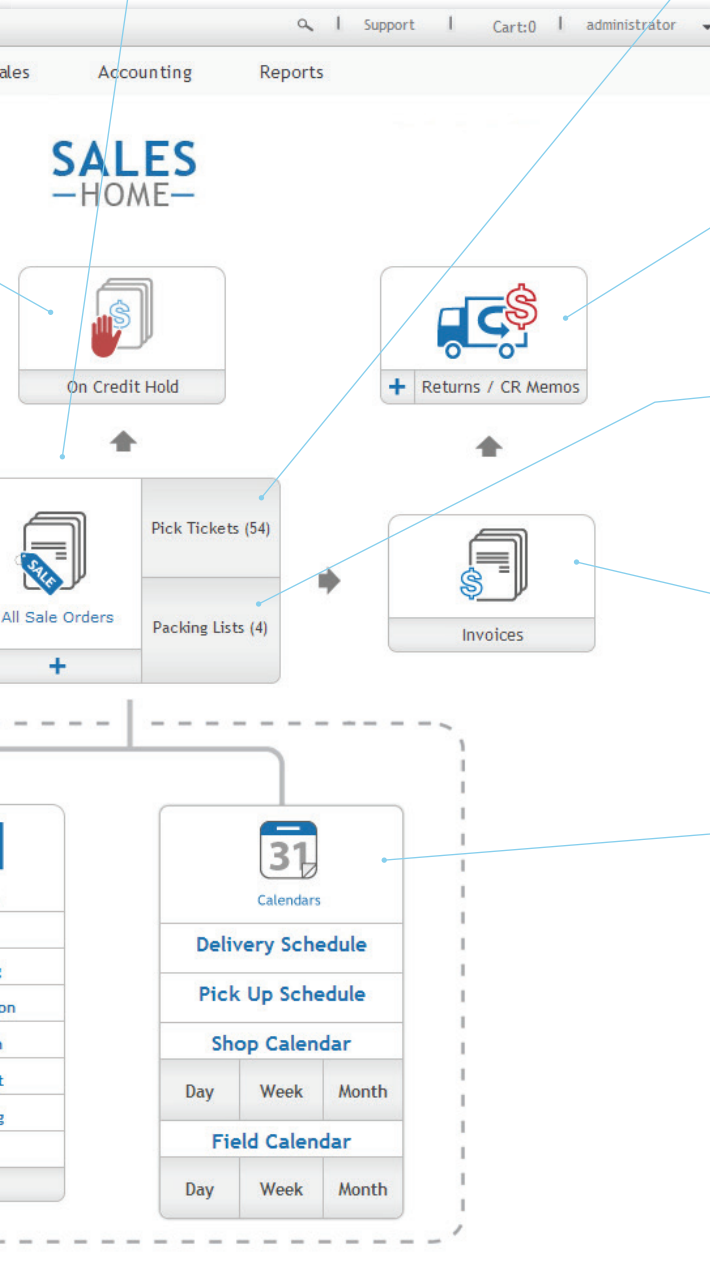 Support
Cart:0
administrator
ales
Accounting
Reports
SALES
HOME
$
$
On Credit Hold
+
Returns / CR Memos
SALE
All Sale Orders
+
Pick Tickets (54)
Packing Lists (4)
$
Invoices
on
31
Calendars
Delivery Schedule
Pick Up Schedule
Shop Calendar
Day Week Month
Field Calendar
Day Week Month